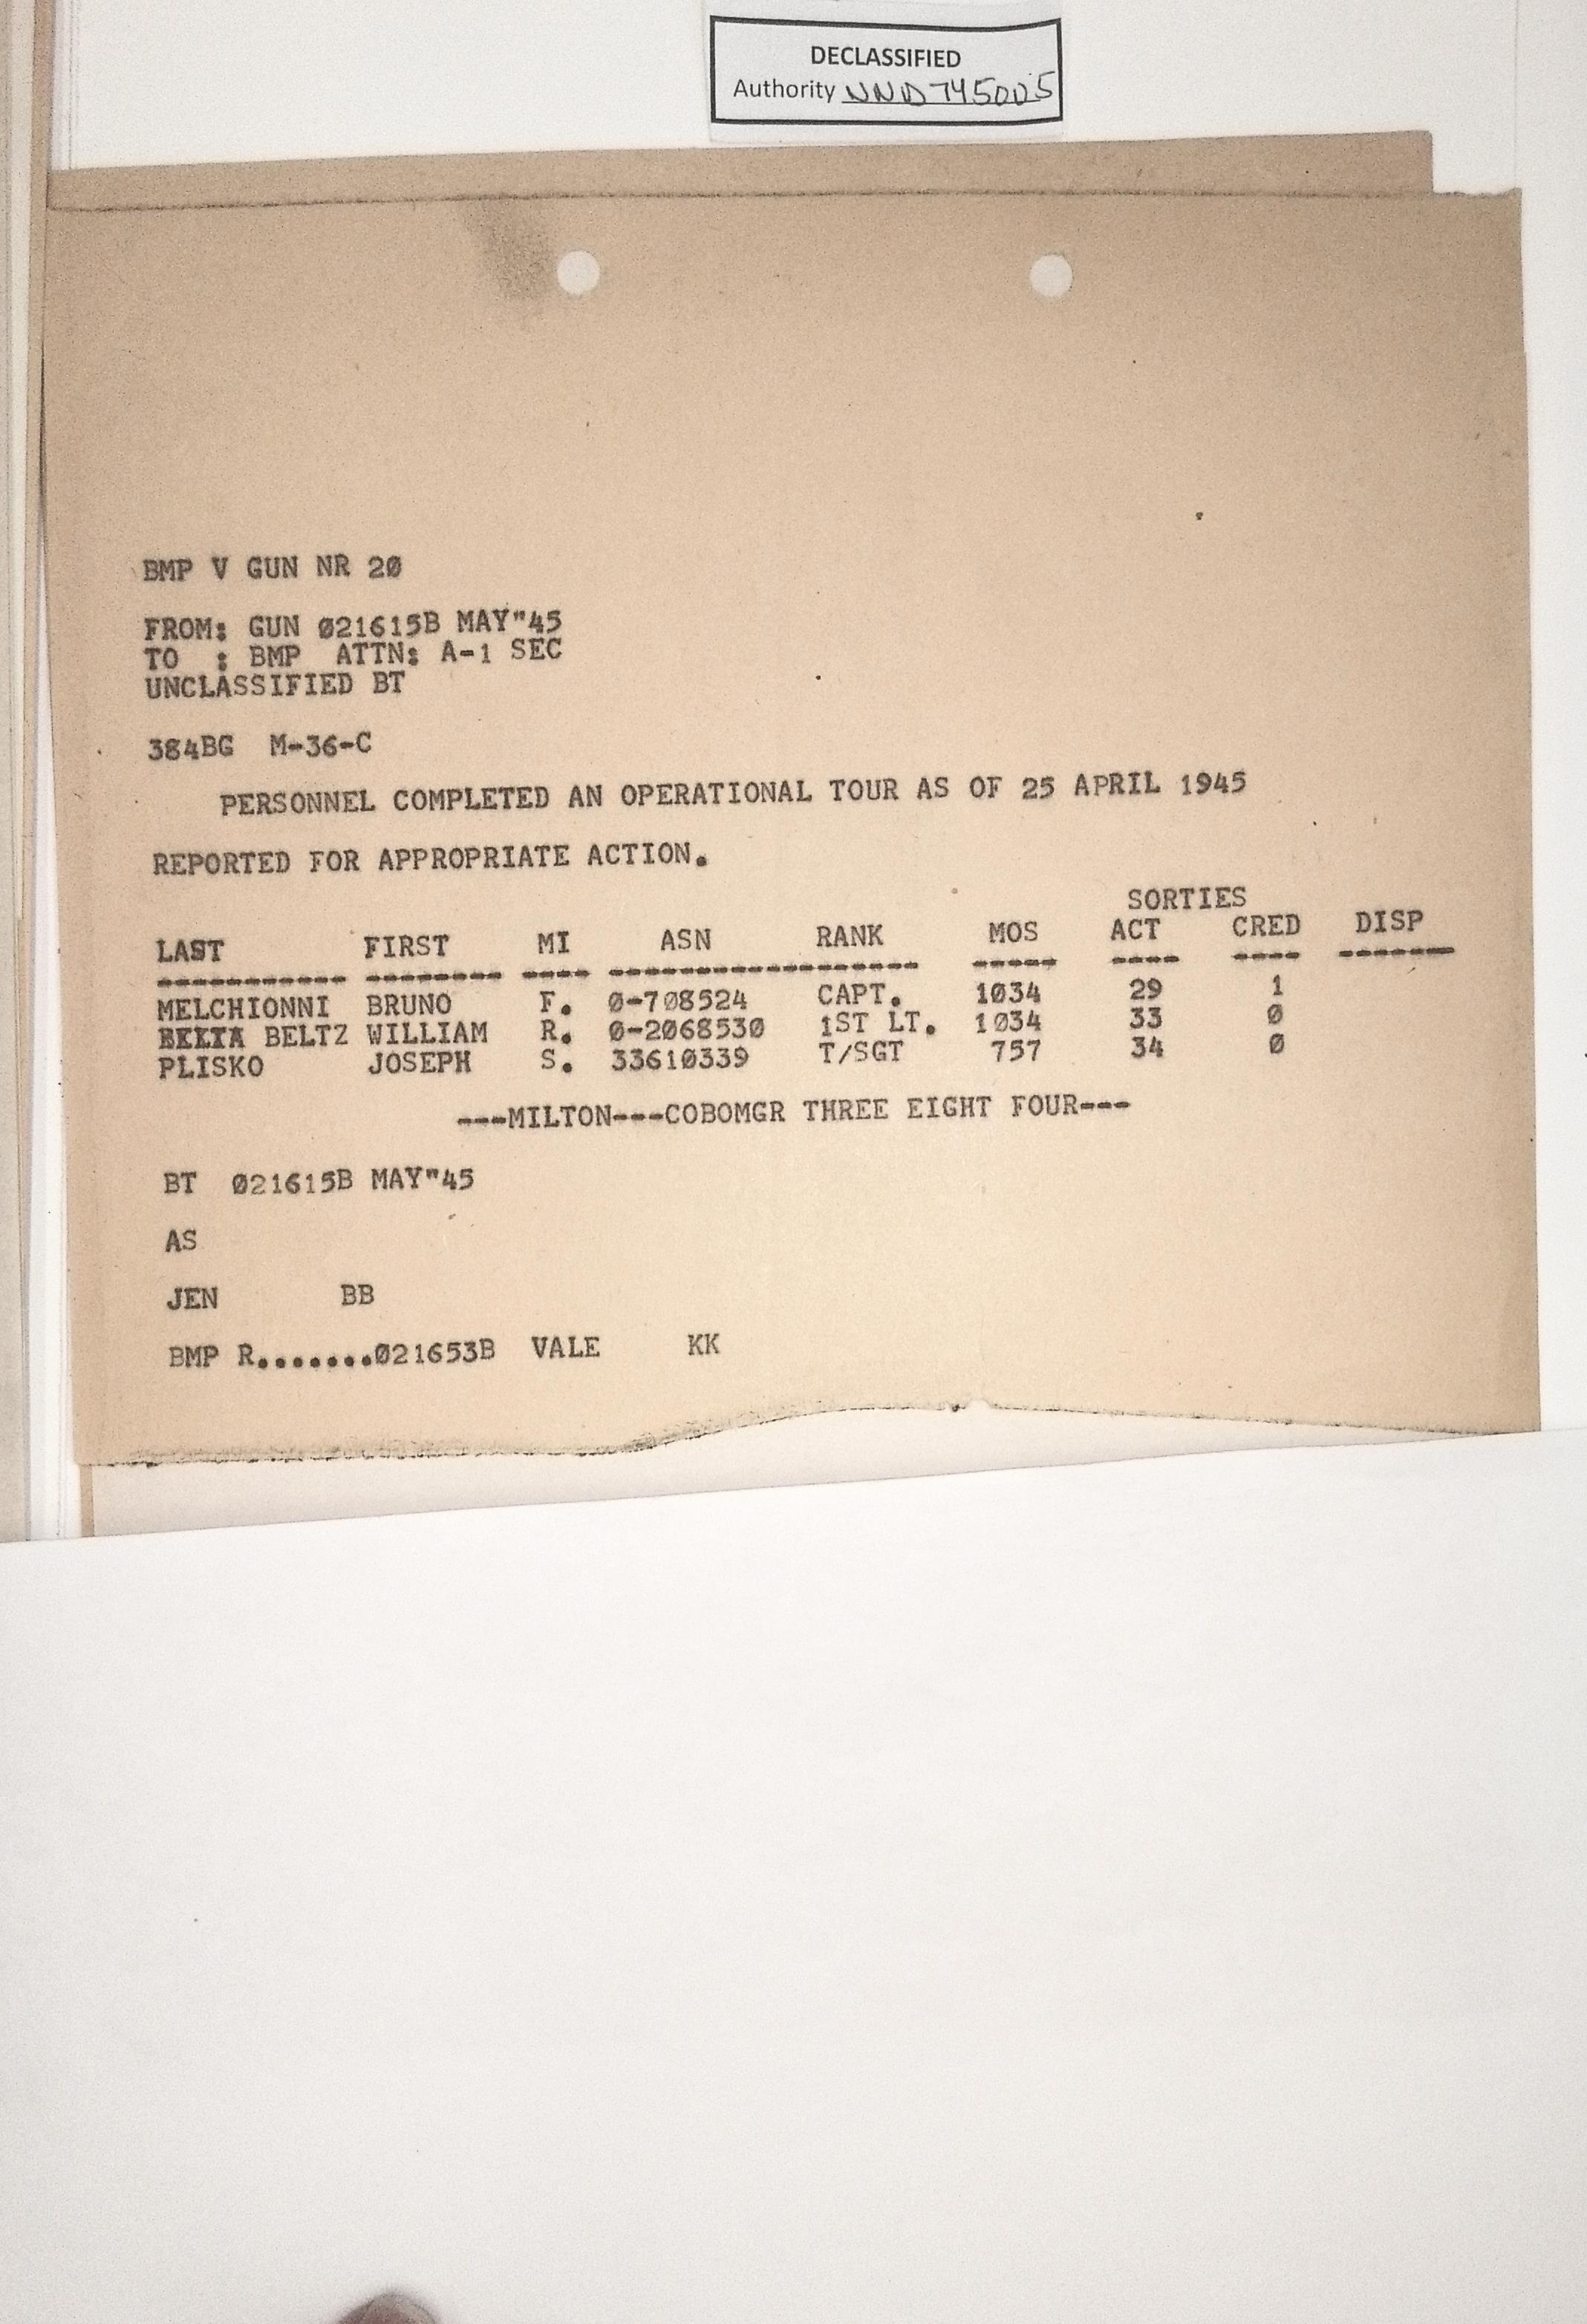 DECLASSIFIED
Authority NND 745005
BMP V GUN NR 20
FROM: GUN 021615B MAY"45
TO  : BMP  ATTN: A-1 SEC
UNCLASSIFIED BT
384BG  M-36-C
PERSONNEL COMPLETED AN OPERATIONAL TOUR AS OF 25 APRIL 1945
REPORTED FOR APPROPRIATE ACTION.
SORTIES
LAST FIRST MI ASN RANK MOS ACT CRED DISP
MELCHIONNI BRUNO F. 0-708524 CAPT. 1034 29 1
BELTZ WILLIAM R. 0-2068530 1ST LT. 1034 33 0
PLISKO JOSEPH S. 33610339 T/SGT 757 34 0
---MILTON---COBOMGR THREE EIGHT FOUR---
BT  021615B MAY"45
AS
JEN BB
BMP R.......021653B VALE KK